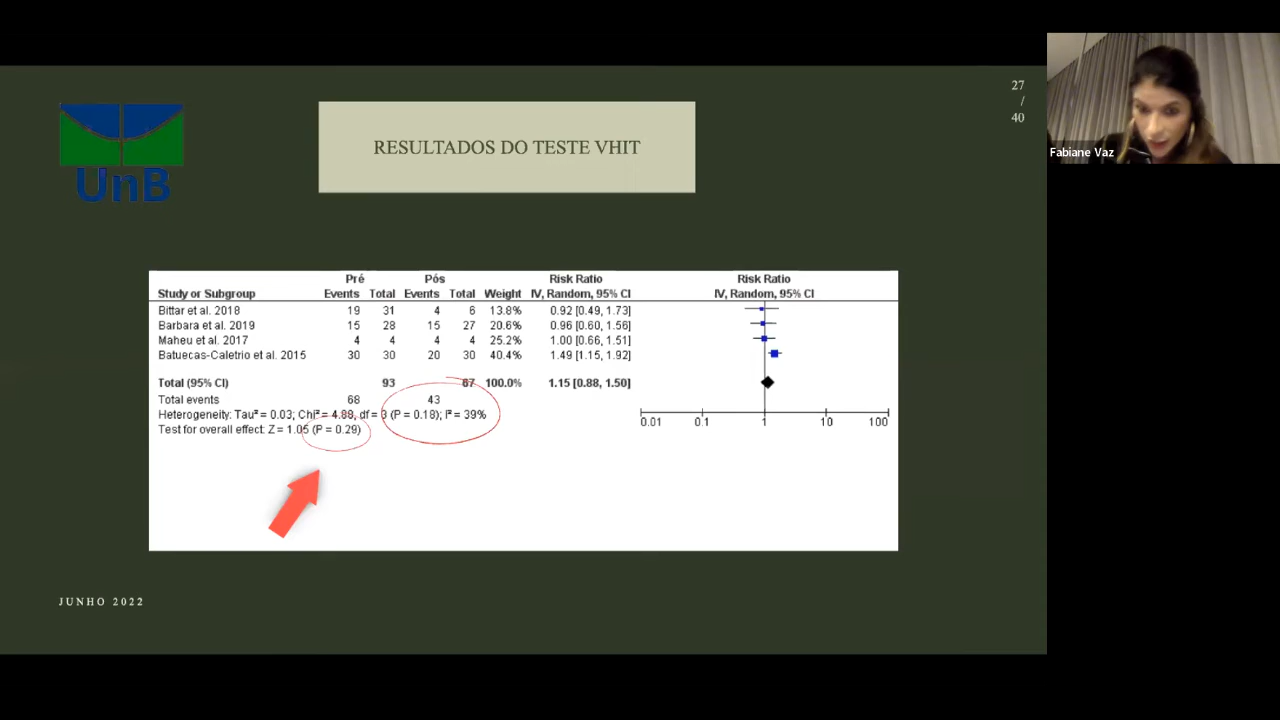 27
/
40
Fabiane Vaz
UnB
RESULTADOS DO TESTE VHIT
Pré Pós Risk Ratio Risk Ratio
Study or Subgroup Events Total Events Total Weight IV, Random, 95% CI IV, Random, 95% CI
Bittar et al. 2018 19 31 4 6 13.8% 0.92 [0.49, 1.73]
Barbara et al. 2019 15 28 15 27 20.6% 0.96 [0.60, 1.56]
Maheu et al. 2017 4 4 4 4 25.2% 1.00 [0.66, 1.51]
Batuecas-Caletrio et al. 2015 30 30 20 30 40.4% 1.49 [1.15, 1.92]
Total (95% CI) 93 67 100.0% 1.15 [0.88, 1.50]
Total events 68 43
Heterogeneity: Tau² = 0.03; Chi² = 4.88, df = 3 (P = 0.18); I² = 39%
Test for overall effect: Z = 1.05 (P = 0.29)
0.01 0.1 1 10 100
JUNHO 2022